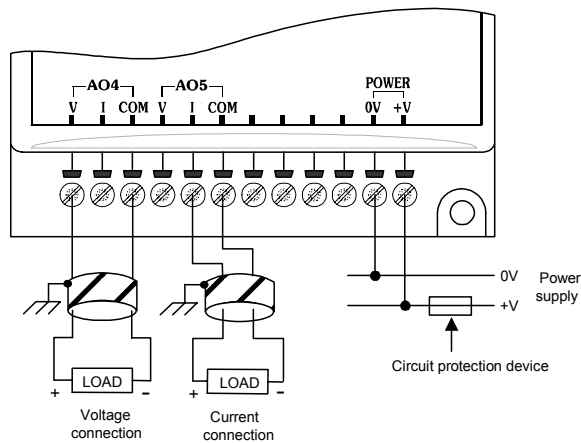 AO4 AO5 POWER
V I COM V I COM 0V +V
0V
Power
supply
+V
Circuit protection device
LOAD LOAD
+ - + -
Voltage
connection
Current
connection